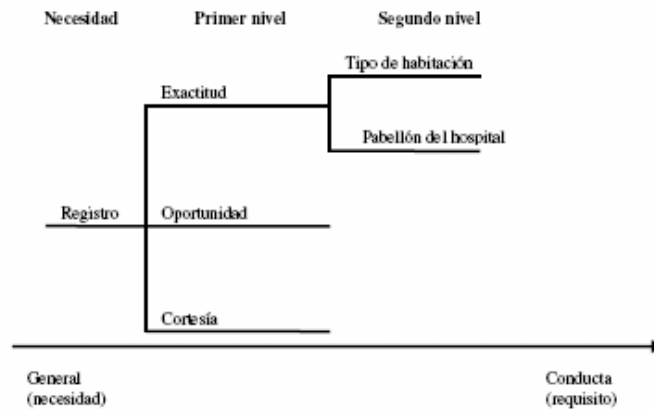 Necesidad Primer nivel Segundo nivel
Tipo de habitación
Exactitud
Pabellón del hospital
Registro Oportunidad
Cortesía
General Conducta
(necesidad) (requisito)